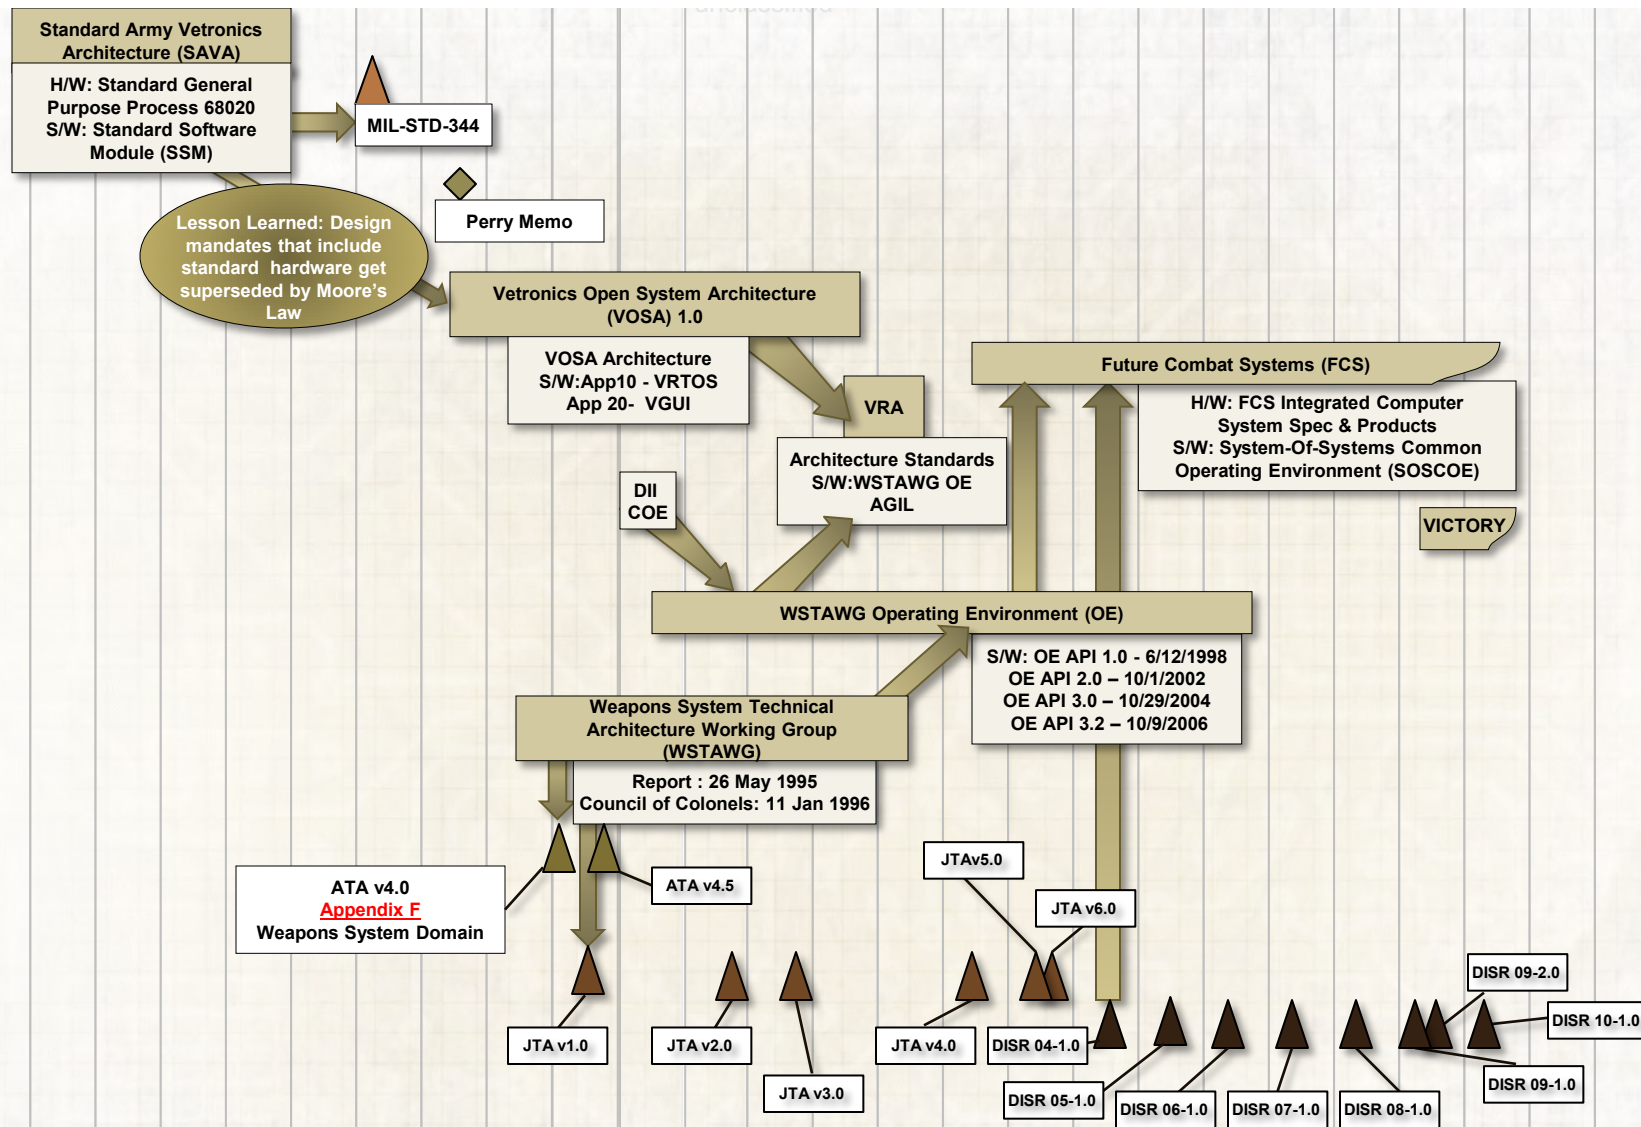 unclassified
Standard Army Vetronics
Architecture (SAVA)
H/W: Standard General
Purpose Process 68020
S/W: Standard Software
Module (SSM)
MIL-STD-344
Perry Memo
Lesson Learned: Design
mandates that include
standard hardware get
superseded by Moore's
Law
Vetronics Open System Architecture
(VOSA) 1.0
VOSA Architecture
S/W:App10 - VRTOS
App 20- VGUI
VRA
Architecture Standards
S/W:WSTAWG OE
AGIL
Future Combat Systems (FCS)
H/W: FCS Integrated Computer
System Spec & Products
S/W: System-Of-Systems Common
Operating Environment (SOSCOE)
VICTORY
DII
COE
WSTAWG Operating Environment (OE)
S/W: OE API 1.0 - 6/12/1998
OE API 2.0 – 10/1/2002
OE API 3.0 – 10/29/2004
OE API 3.2 – 10/9/2006
Weapons System Technical
Architecture Working Group
(WSTAWG)
Report : 26 May 1995
Council of Colonels: 11 Jan 1996
ATA v4.0
Appendix F
Weapons System Domain
ATA v4.5
JTAv5.0
JTA v6.0
JTA v1.0
JTA v2.0
JTA v3.0
JTA v4.0
DISR 04-1.0
DISR 05-1.0
DISR 06-1.0
DISR 07-1.0
DISR 08-1.0
DISR 09-1.0
DISR 09-2.0
DISR 10-1.0